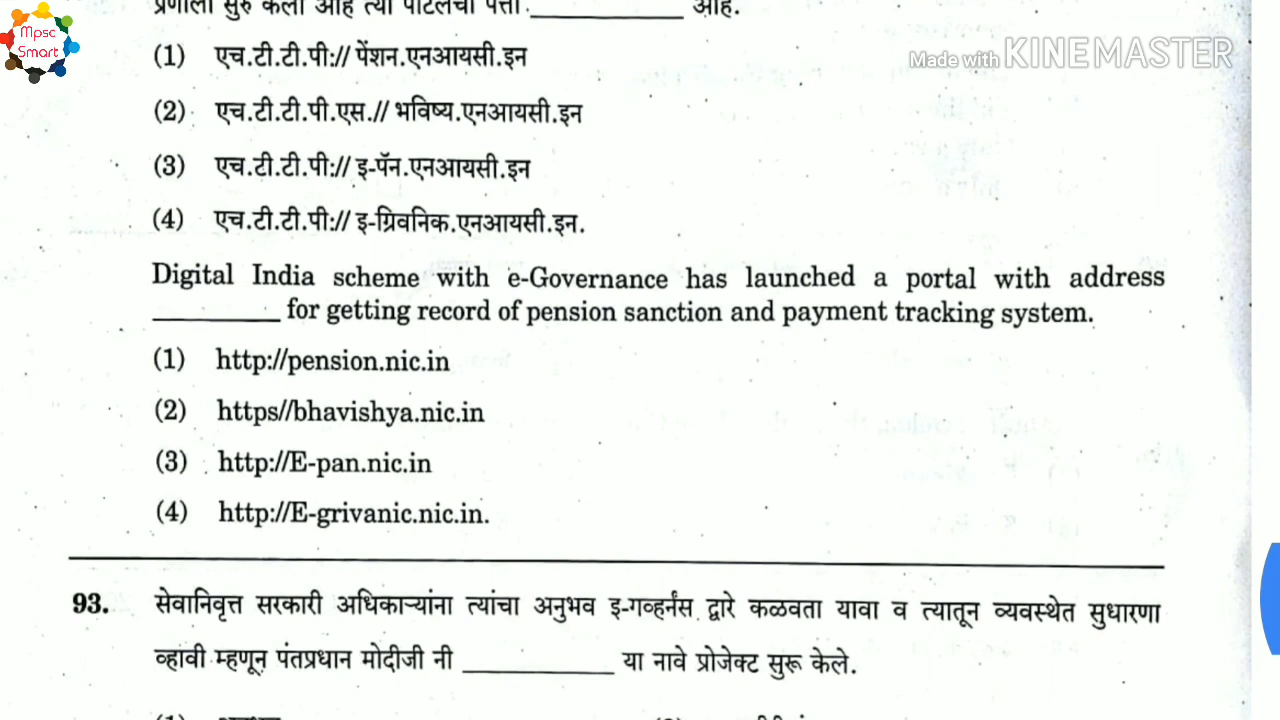 Mpsc
Smart
Made with KINEMASTER
प्रणाली सुरु केली आहे त्या पोर्टलचा पत्ता ____________ आहे.
(1) एच.टी.टी.पी:// पेंशन.एनआयसी.इन
(2) एच.टी.टी.पी.एस.// भविष्य.एनआयसी.इन
(3) एच.टी.टी.पी:// इ-पॅन.एनआयसी.इन
(4) एच.टी.टी.पी:// इ-ग्रिवनिक.एनआयसी.इन.
Digital India scheme with e-Governance has launched a portal with address
__________ for getting record of pension sanction and payment tracking system.
(1) http://pension.nic.in
(2) https//bhavishya.nic.in
(3) http://E-pan.nic.in
(4) http://E-grivanic.nic.in.
93. सेवानिवृत्त सरकारी अधिकाऱ्यांना त्यांचा अनुभव इ-गव्हर्नंस द्वारे कळवता यावा व त्यातून व्यवस्थेत सुधारणा
व्हावी म्हणून पंतप्रधान मोदीजी नी ____________ या नावे प्रोजेक्ट सुरू केले.